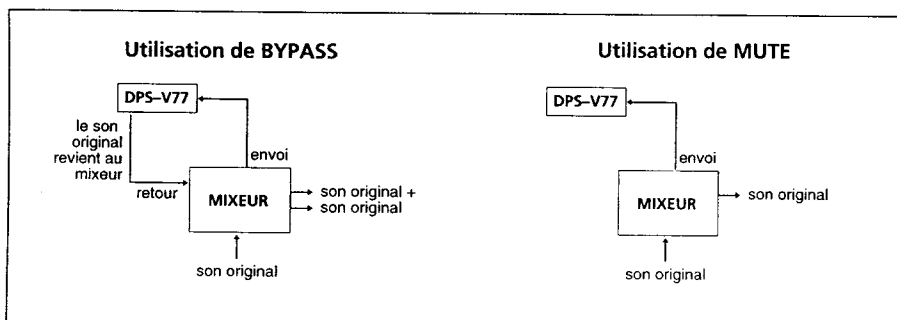 Utilisation de BYPASS
DPS–V77
le son
original
revient au
mixeur
retour
envoi
MIXEUR
son original +
son original
son original
Utilisation de MUTE
DPS–V77
envoi
MIXEUR
son original
son original